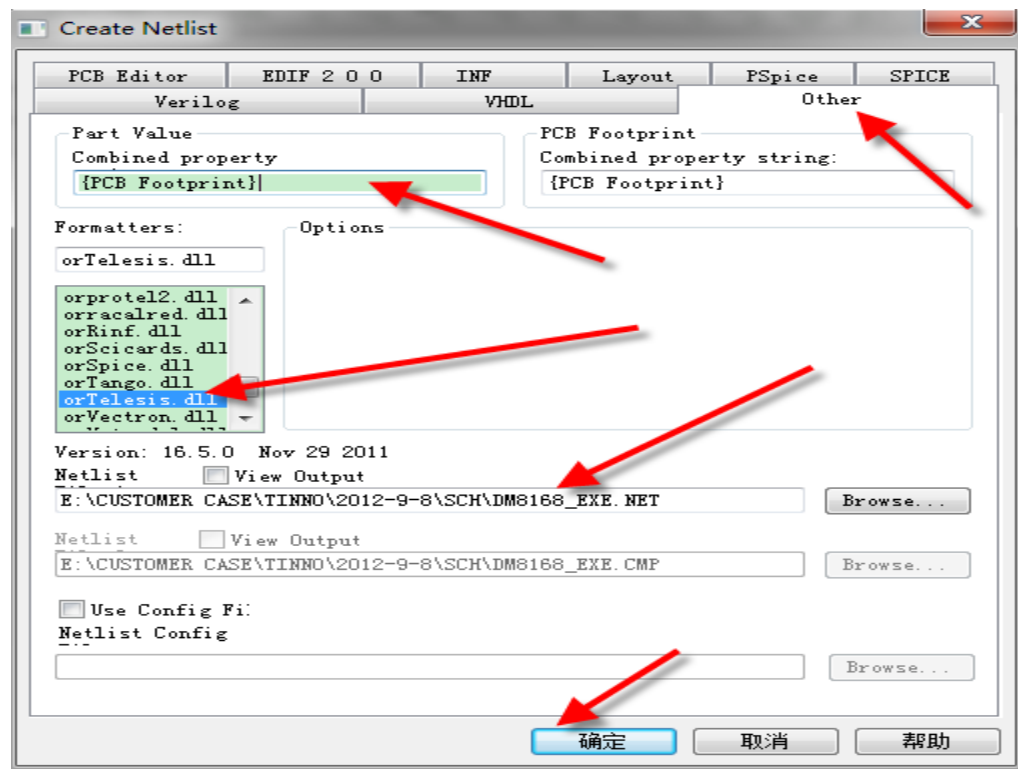 Create Netlist
PCB Editor EDIF 2 0 0 INF Layout PSpice SPICE
Verilog VHDL Other
Part Value PCB Footprint
Combined property Combined property string:
{PCB Footprint} {PCB Footprint}
Formatters: Options
orTelesis.dll
orprotel2.dll
orracalred.dll
orRinf.dll
orScicards.dll
orSpice.dll
orTango.dll
orTelesis.dll
orVectron.dll
Version: 16.5.0 Nov 29 2011
Netlist View Output
E:\CUSTOMER CASE\TINNO\2012-9-8\SCH\DM8168_EXE.NET Browse...
Netlist View Output
E:\CUSTOMER CASE\TINNO\2012-9-8\SCH\DM8168_EXE.CMP Browse...
Use Config Fi
Netlist Config
Browse...
确定 取消 帮助